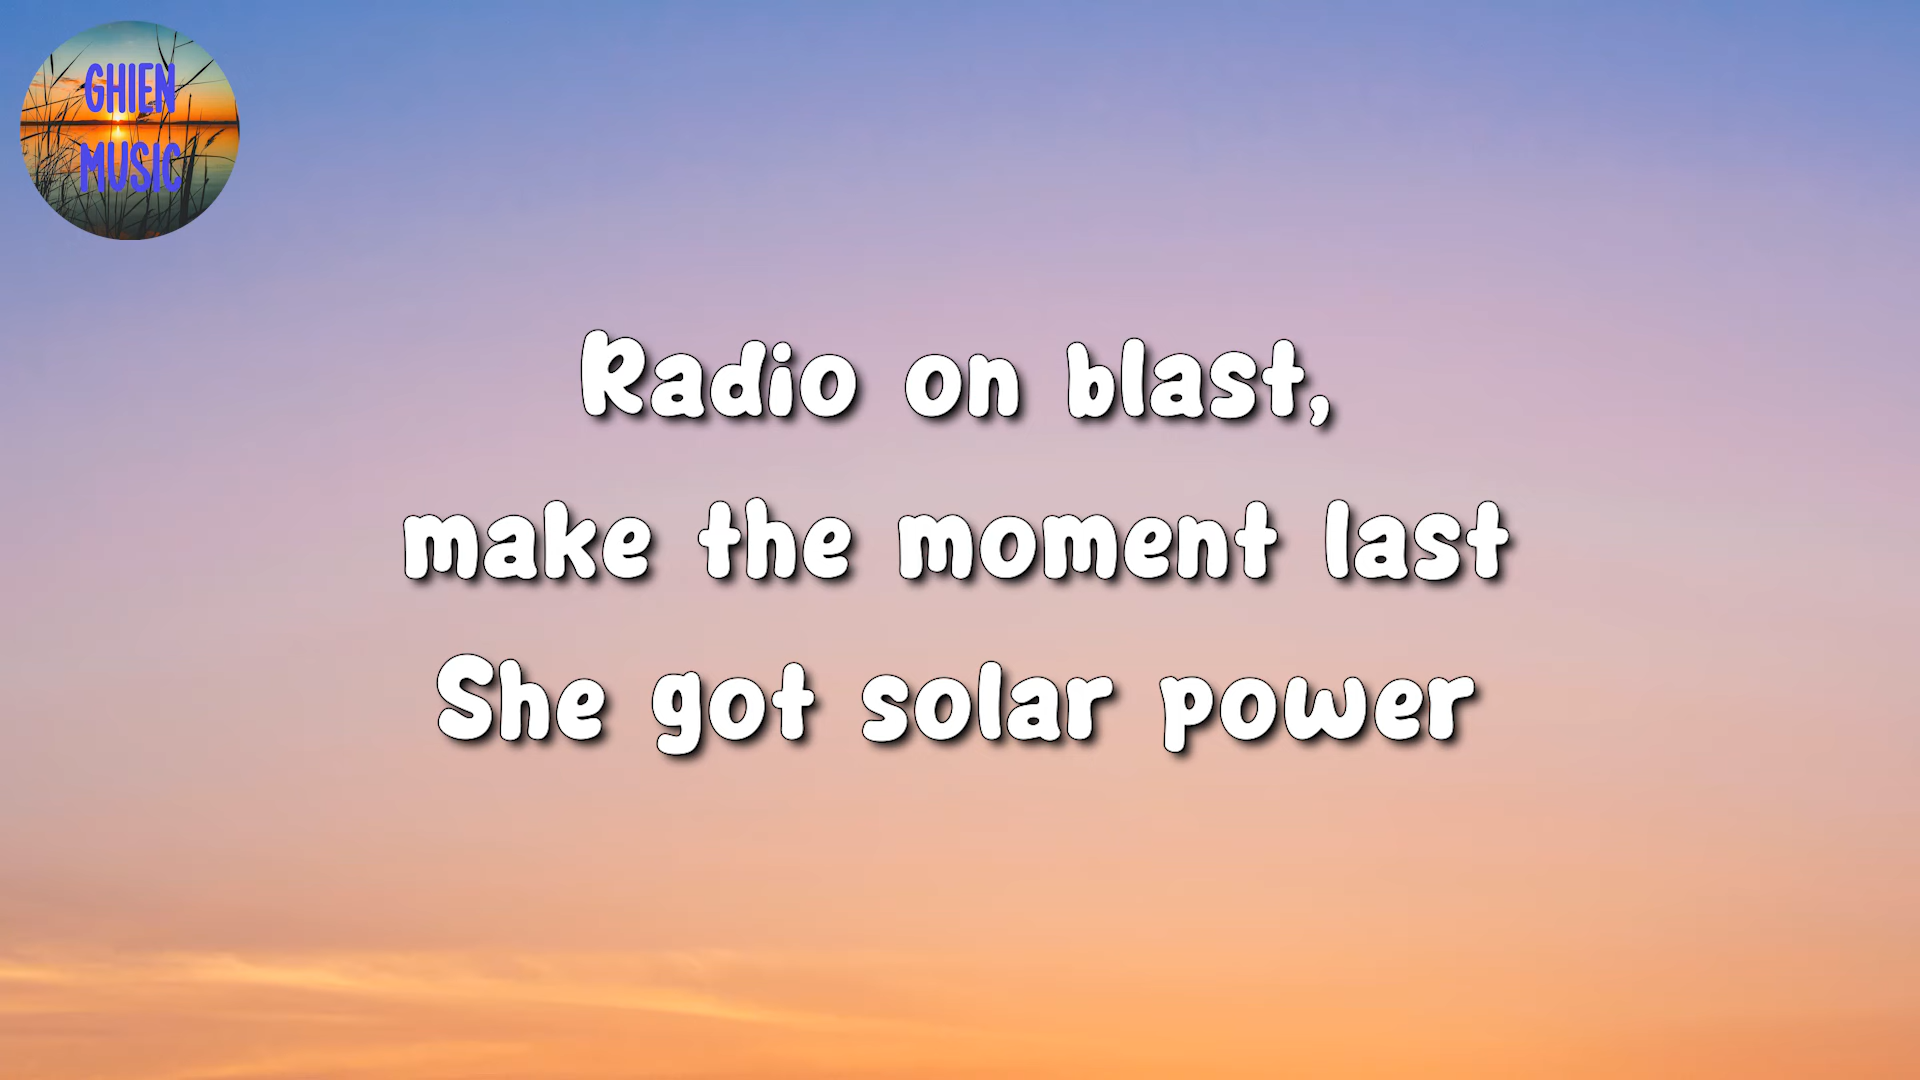 GHIEN
MUSIC
Radio on blast,
make the moment last
She got solar power